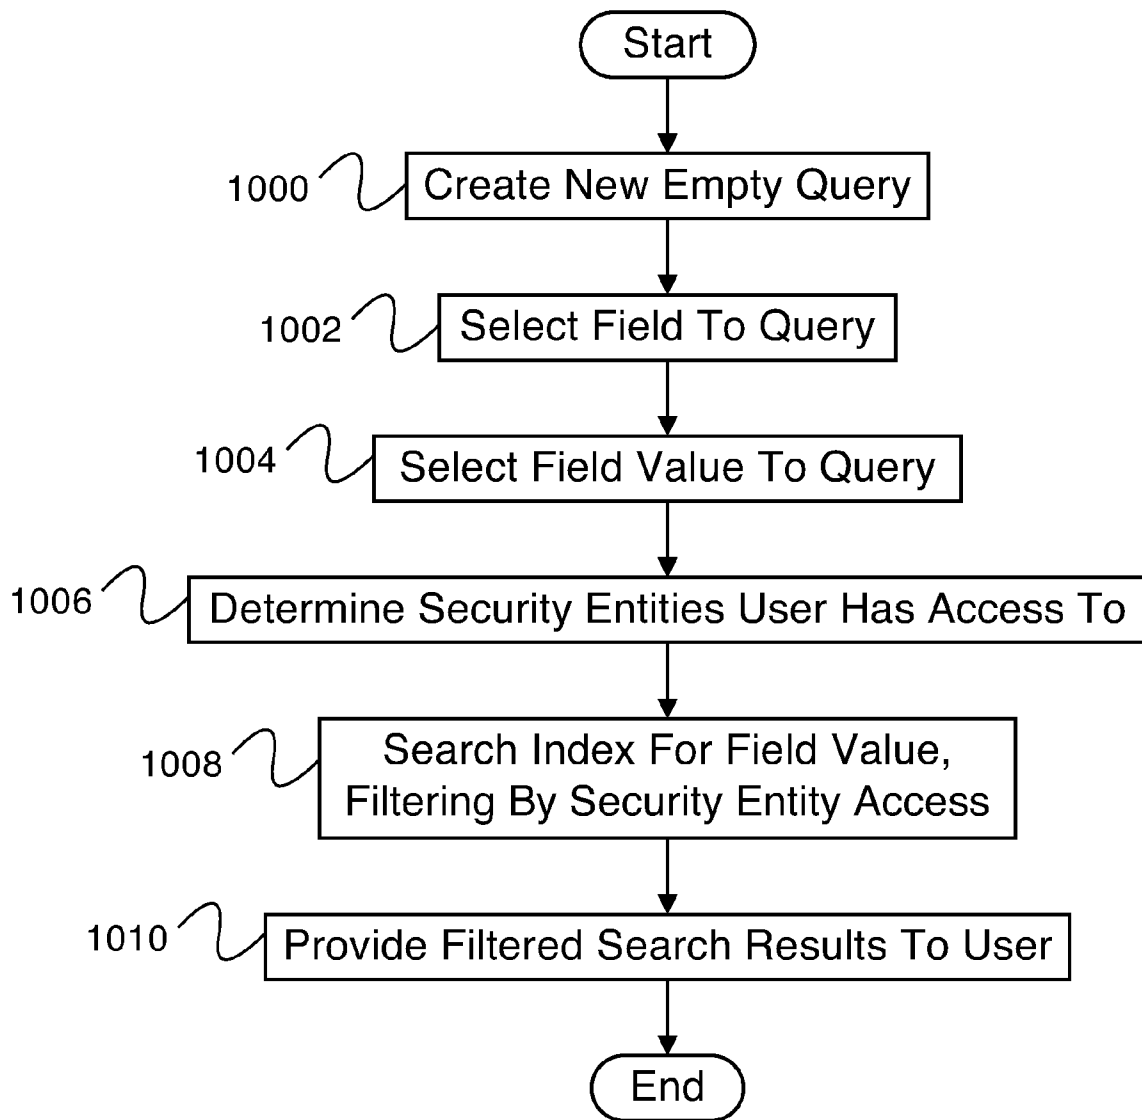 Start
1000
Create New Empty Query
1002
Select Field To Query
1004
Select Field Value To Query
1006
Determine Security Entities User Has Access To
1008
Search Index For Field Value,
Filtering By Security Entity Access
1010
Provide Filtered Search Results To User
End